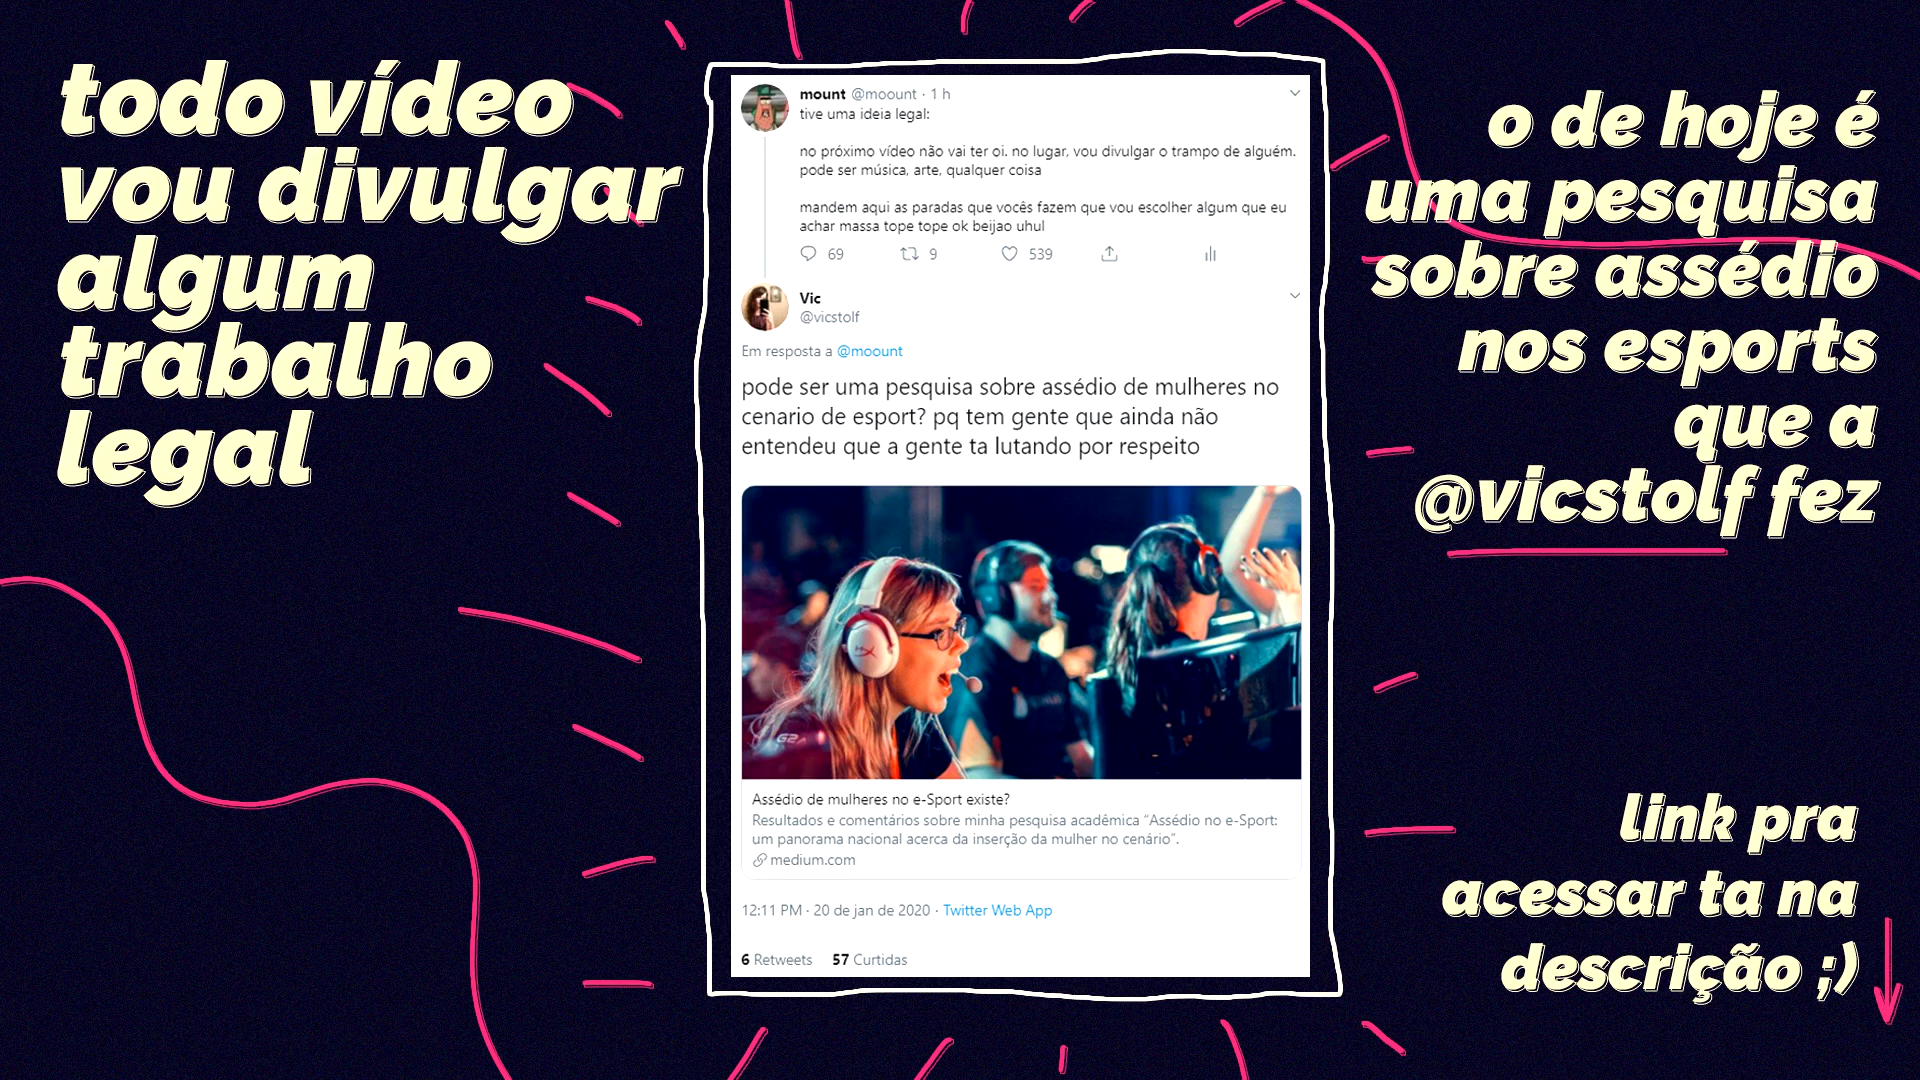 todo vídeo
vou divulgar
algum
trabalho
legal
mount @moount · 1 h
tive uma ideia legal:
no próximo vídeo não vai ter oi. no lugar, vou divulgar o trampo de alguém.
pode ser música, arte, qualquer coisa
mandem aqui as paradas que vocês fazem que vou escolher algum que eu
achar massa tope tope ok beijao uhul
69 9 539
Vic
@vicstolf
Em resposta a @moount
pode ser uma pesquisa sobre assédio de mulheres no
cenario de esport? pq tem gente que ainda não
entendeu que a gente ta lutando por respeito
G2
Assédio de mulheres no e-Sport existe?
Resultados e comentários sobre minha pesquisa acadêmica “Assédio no e-Sport:
um panorama nacional acerca da inserção da mulher no cenário”.
medium.com
12:11 PM · 20 de jan de 2020 · Twitter Web App
6 Retweets 57 Curtidas
o de hoje é
uma pesquisa
sobre assédio
nos esports
que a
@vicstolf fez
link pra
acessar ta na
descrição ;)